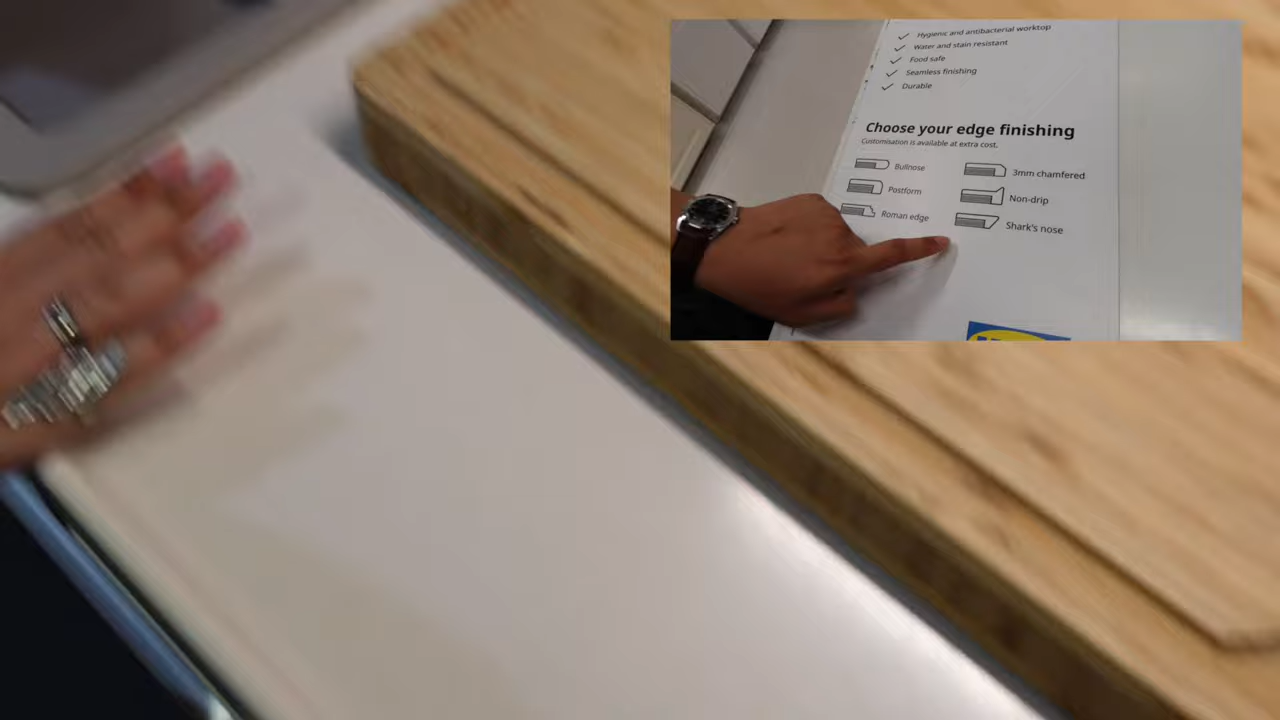 Hygienic and antibacterial worktop
Water and stain resistant
Food safe
Seamless finishing
Durable
Choose your edge finishing
Customisation is available at extra cost.
Bullnose
3mm chamfered
Postform
Non-drip
Roman edge
Shark's nose